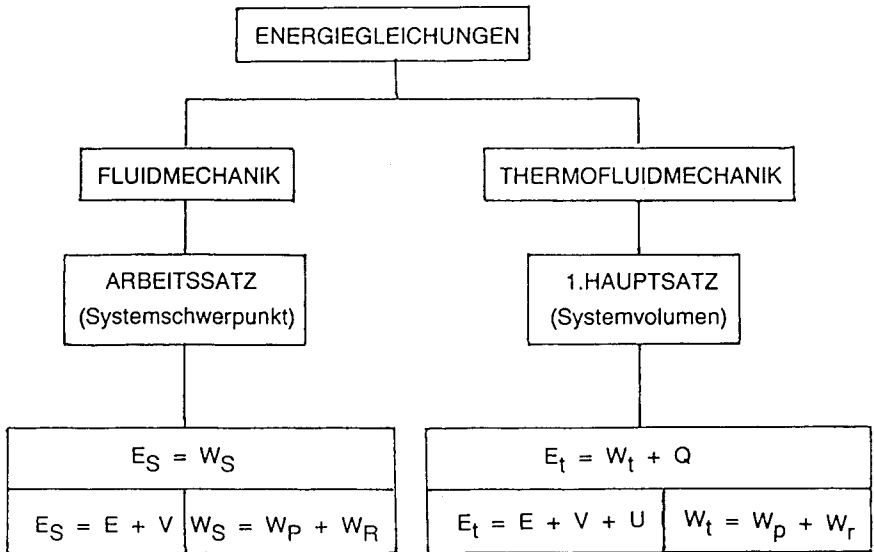 ENERGIEGLEICHUNGEN
FLUIDMECHANIK
THERMOFLUIDMECHANIK
ARBEITSSATZ
(Systemschwerpunkt)
1.HAUPTSATZ
(Systemvolumen)
E_S = W_S
E_t = W_t + Q
E_S = E + V
W_S = W_P + W_R
E_t = E + V + U
W_t = W_p + W_r